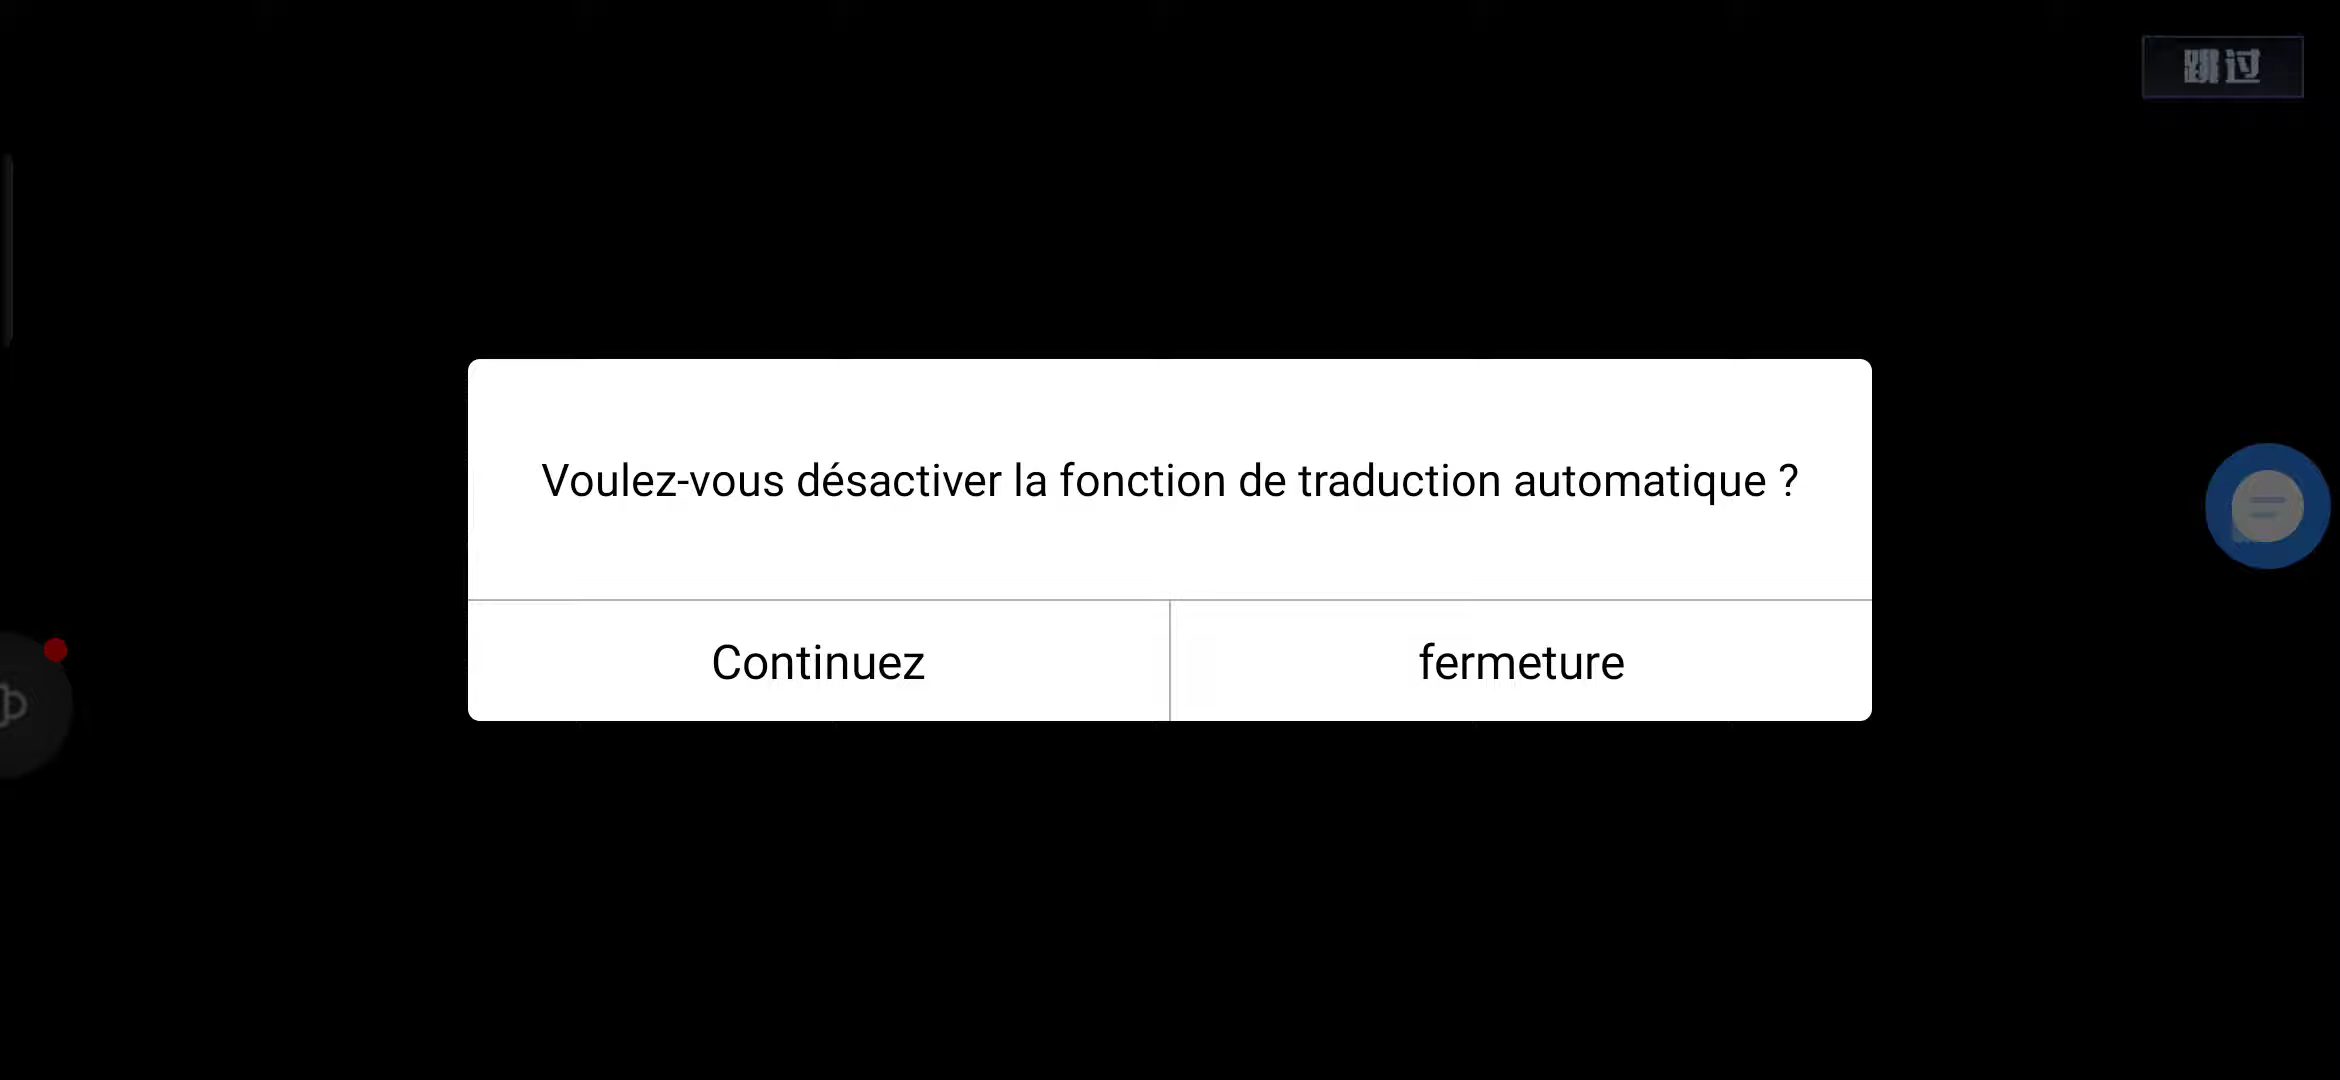 跳过
Voulez-vous désactiver la fonction de traduction automatique ?
Continuez
fermeture